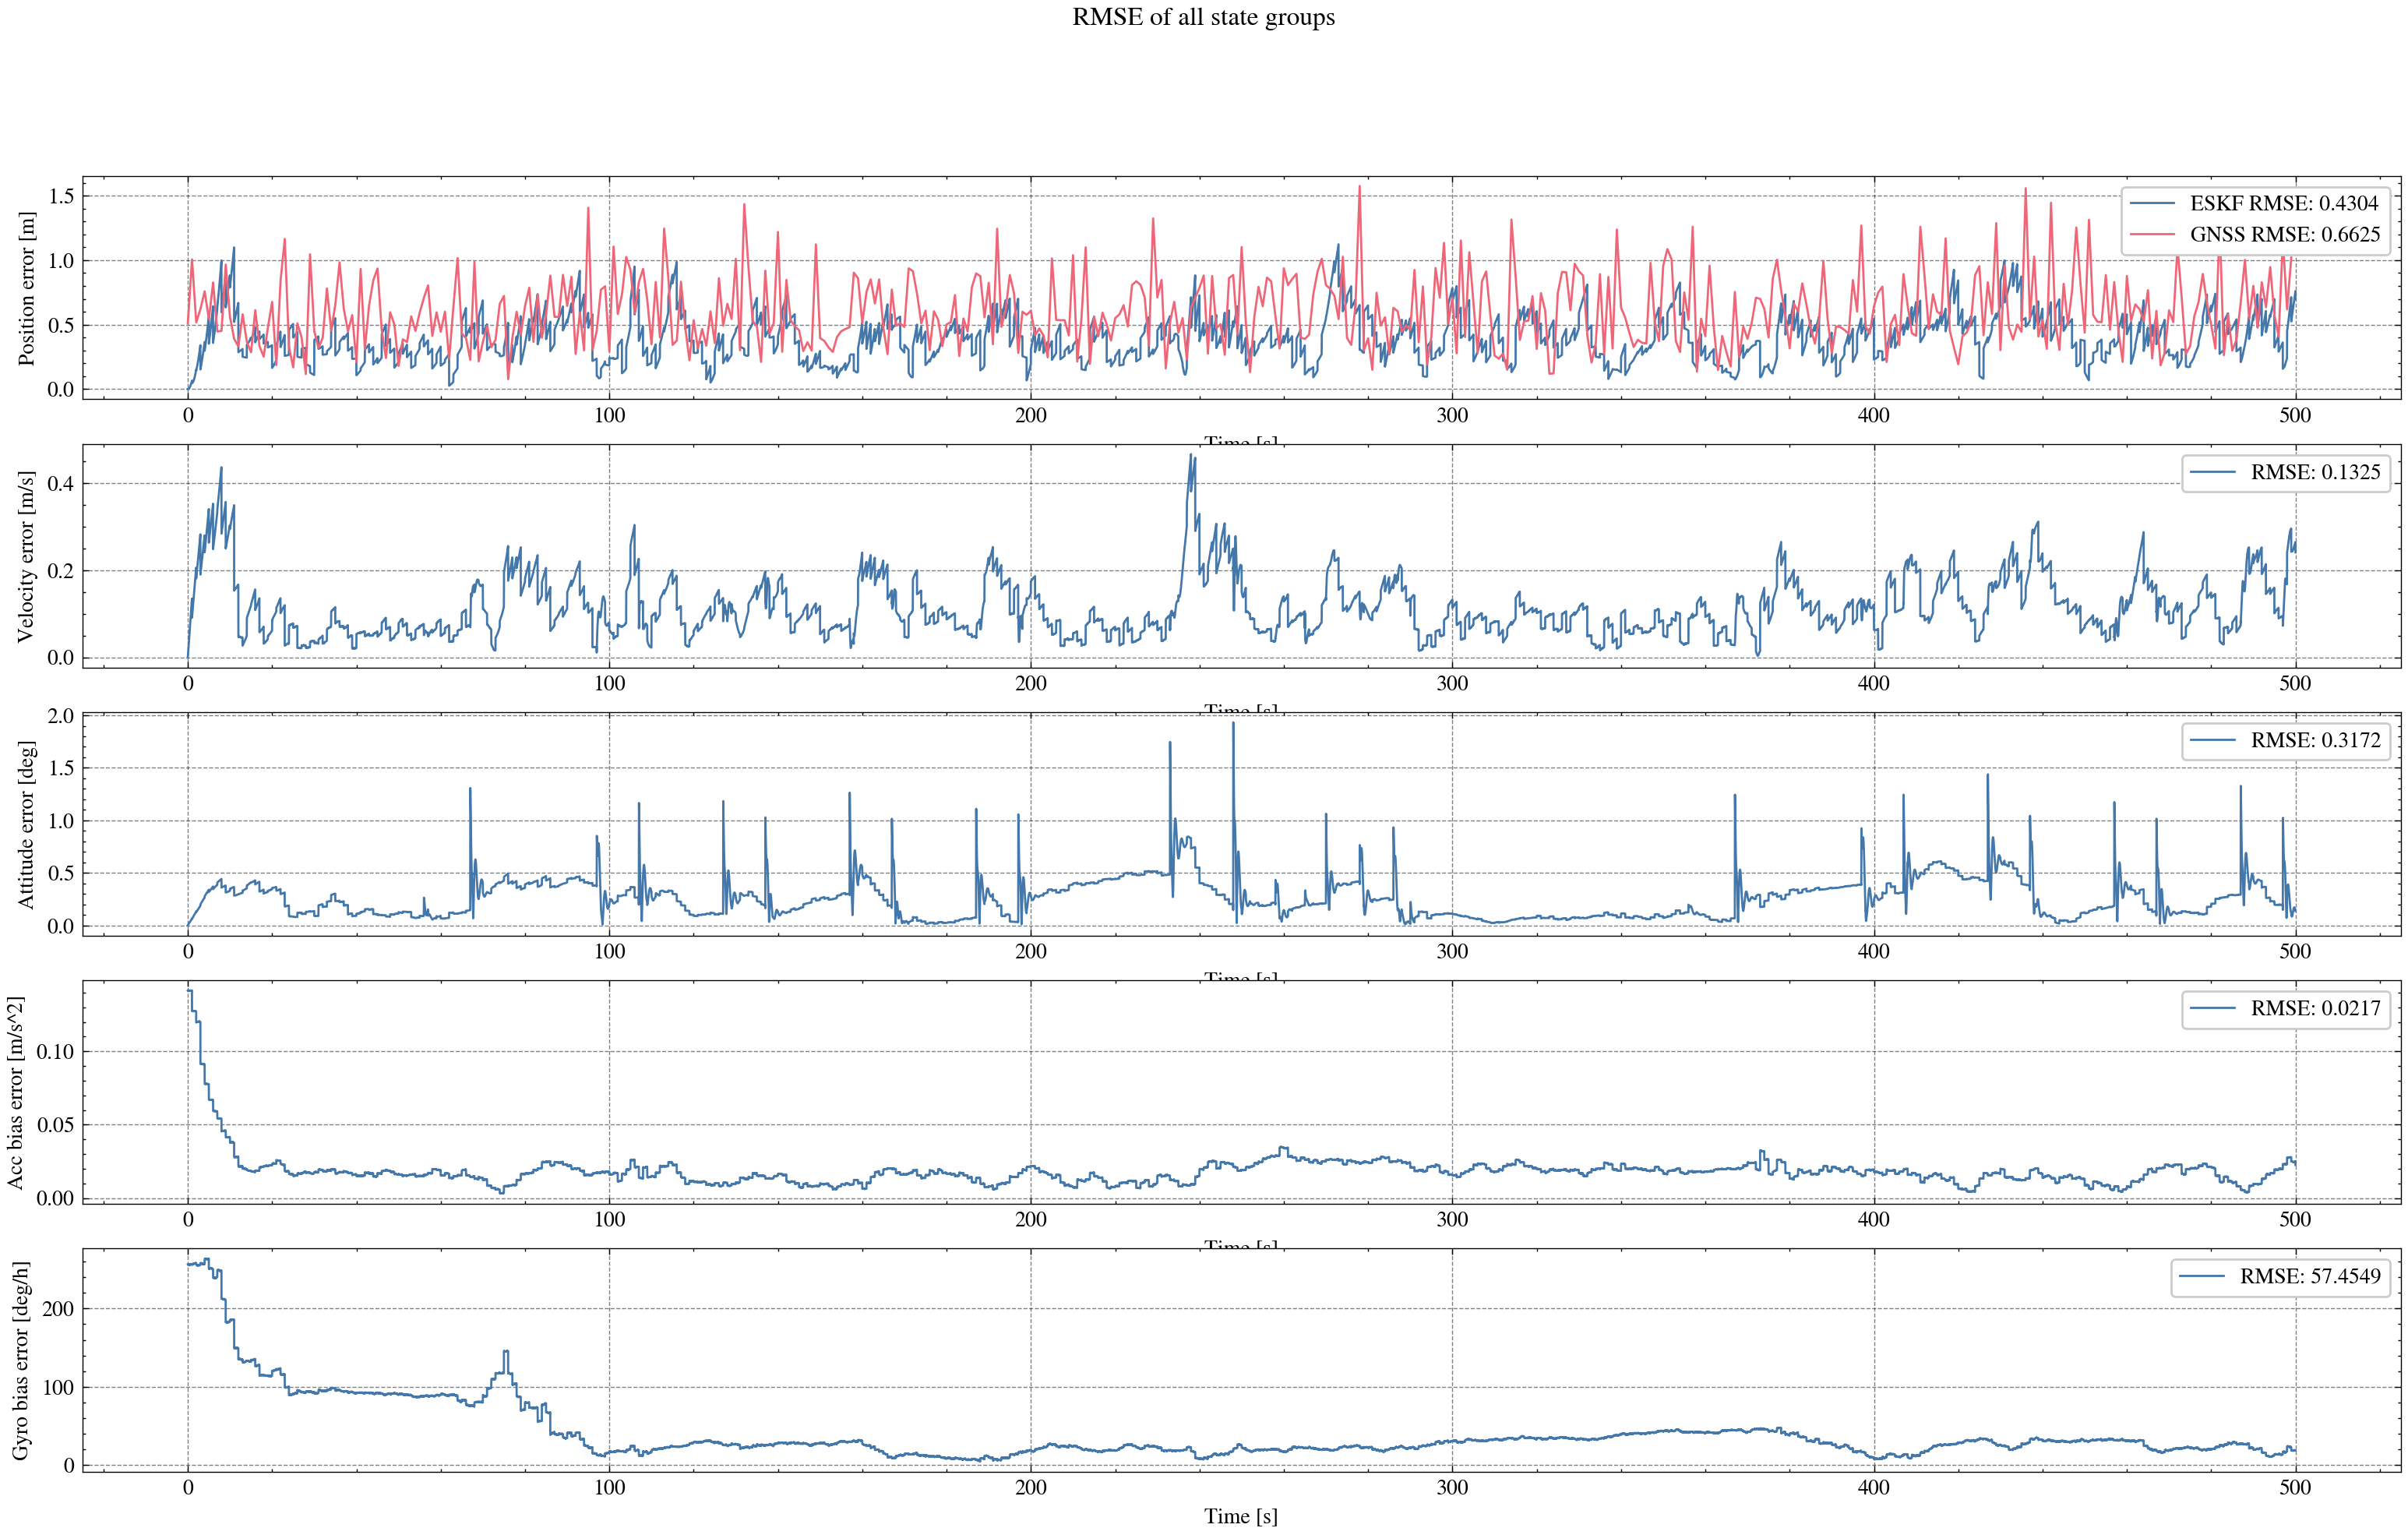 RMSE of all state groups
Position error [m]
1.5
1.0
0.5
0.0
ESKF RMSE: 0.4304
GNSS RMSE: 0.6625
0 100 200 300 400 500
Time [s]
Velocity error [m/s]
0.4
0.2
0.0
RMSE: 0.1325
0 100 200 300 400 500
Time [s]
Attitude error [deg]
2.0
1.5
1.0
0.5
0.0
RMSE: 0.3172
0 100 200 300 400 500
Time [s]
Acc bias error [m/s^2]
0.10
0.05
0.00
RMSE: 0.0217
0 100 200 300 400 500
Time [s]
Gyro bias error [deg/h]
200
100
0
RMSE: 57.4549
0 100 200 300 400 500
Time [s]